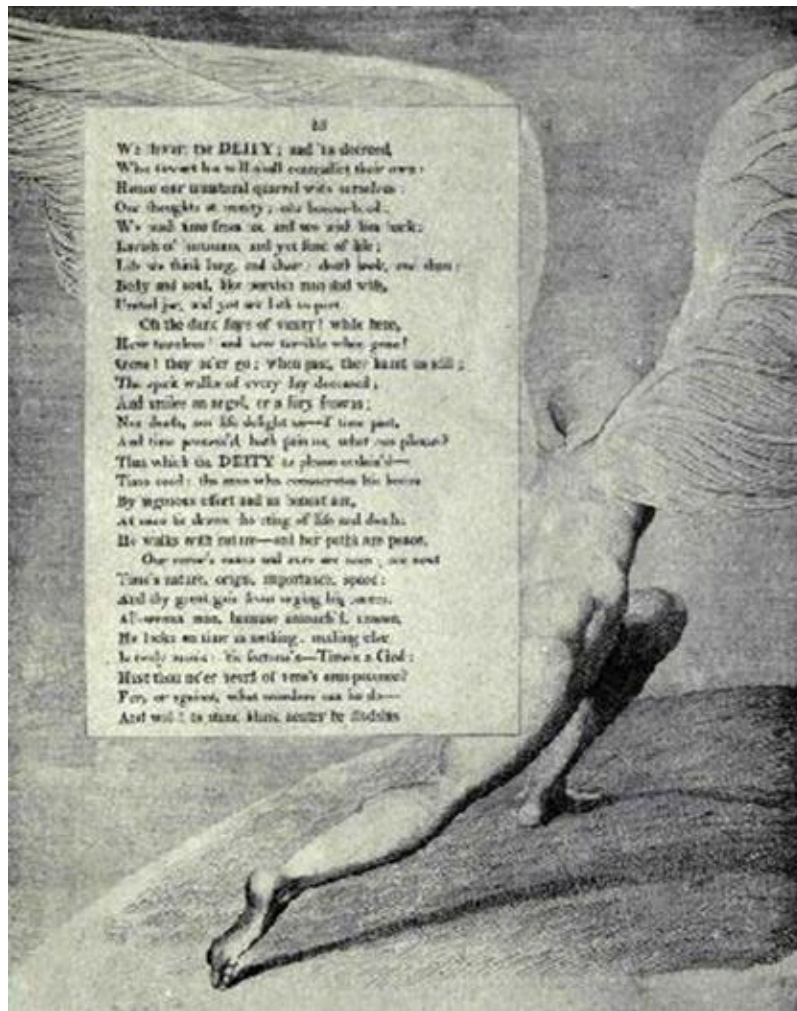 We thwart the DEITY; and 'tis decreed,
Who thwart his will shall contradict their own:
Hence our unnatural quarrel with ourselves;
Our thoughts at enmity; our bosom-broil:
We push time from us, and we wish him back;
Lavish of lustrums, and yet fond of life;
Life we think long, and short; death seek, and shun;
Body and soul, like peevish man and wife,
United jar, and yet are loth to part.
Oh the dark days of vanity! while here,
How tasteless! and how terrible when gone!
Gone! they ne'er go; when past, they haunt us still;
The spirit walks of every day deceased;
And smiles an angel, or a fury frowns;
Nor death, nor life delight us—if time past,
And time possess'd, both pain us, what can please?
That which the DEITY to please ordain'd—
Time used: the man who consecrates his hours
By vigorous effort and an honest aim,
At once he draws the sting of life and death;
He walks with nature—and her paths are peace.
Our error's cause and cure are seen; see next
Time's nature, origin, importance, speed;
And thy great gain from urging his career.
All-sensual man, because untouch'd, unseen,
He looks on time as nothing. nothing else
Is truly man's: 'tis fortune's—Time's a God;
Hast thou ne'er heard of time's omnipotence?
For, or against, what wonders can he do—
And will: to stand blank neuter he disdains